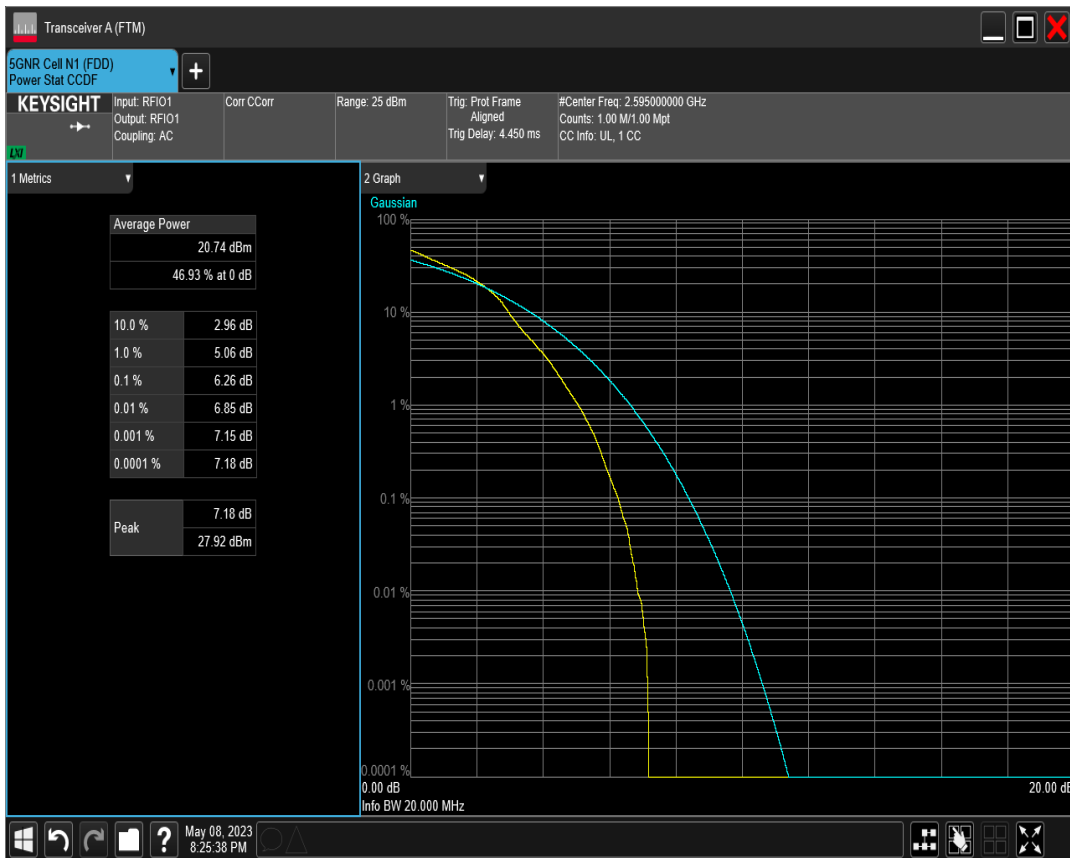 Transceiver A (FTM)
5GNR Cell N1 (FDD)
Power Stat CCDF
KEYSIGHT
LXI
Input: RFIO1
Output: RFIO1
Coupling: AC
Corr CCorr
Range: 25 dBm
Trig: Prot Frame
Aligned
Trig Delay: 4.450 ms
#Center Freq: 2.595000000 GHz
Counts: 1.00 M/1.00 Mpt
CC Info: UL, 1 CC
1 Metrics
Average Power
20.74 dBm
46.93 % at 0 dB
10.0 % 2.96 dB
1.0 % 5.06 dB
0.1 % 6.26 dB
0.01 % 6.85 dB
0.001 % 7.15 dB
0.0001 % 7.18 dB
Peak
7.18 dB
27.92 dBm
2 Graph
Gaussian
100 %
10 %
1 %
0.1 %
0.01 %
0.001 %
0.0001 %
0.00 dB 20.00 dB
Info BW 20.000 MHz
May 08, 2023
8:25:38 PM